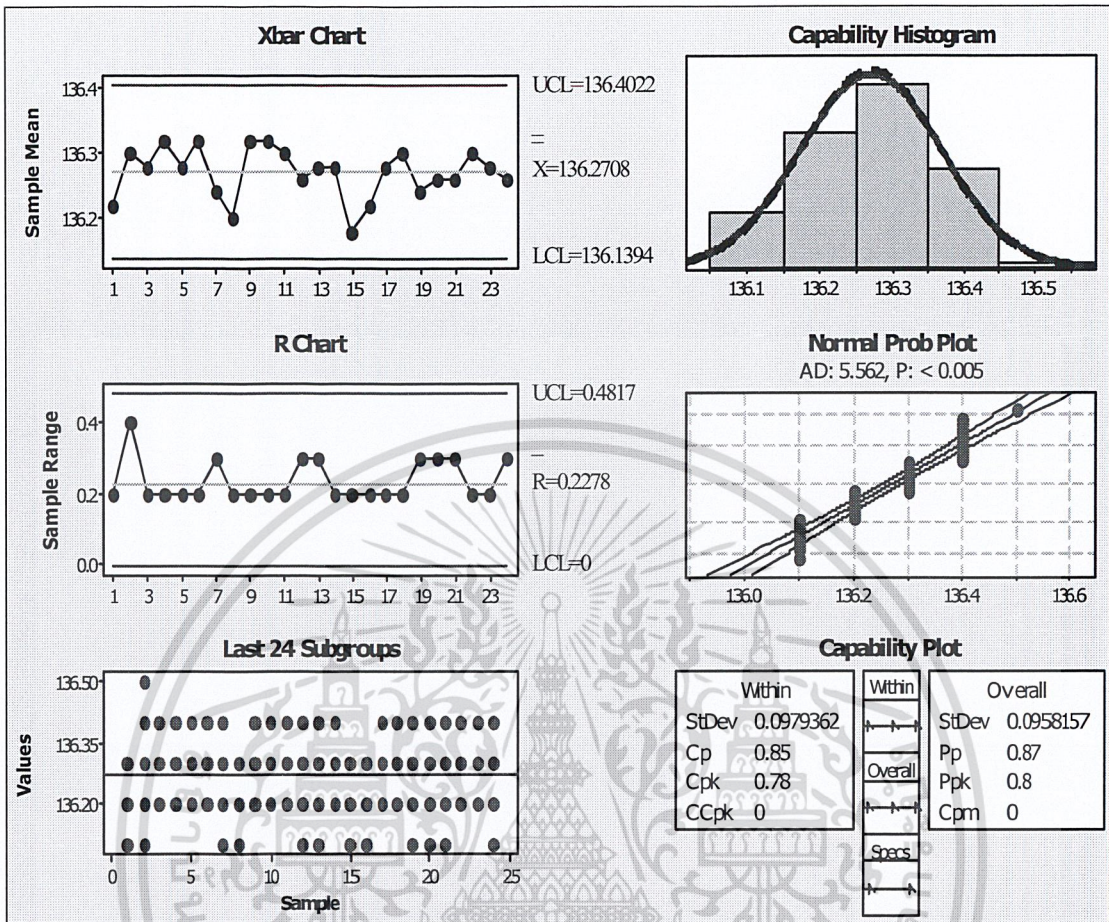 Xbar Chart
Sample Mean
136.4
136.3
136.2
1 3 5 7 9 11 13 15 17 19 21 23
UCL=136.4022
X=136.2708
LCL=136.1394
Capability Histogram
136.1 136.2 136.3 136.4 136.5
R Chart
Sample Range
0.4
0.2
0.0
1 3 5 7 9 11 13 15 17 19 21 23
UCL=0.4817
R=0.2278
LCL=0
Normal Prob Plot
AD: 5.562, P: < 0.005
136.0 136.2 136.4 136.6
Last 24 Subgroups
Values
136.50
136.35
136.20
0 5 10 15 20 25
Sample
Capability Plot
Within
StDev 0.0979362
Cp 0.85
Cpk 0.78
CCpk 0
Within
Overall
Specs
Overall
StDev 0.0958157
Pp 0.87
Ppk 0.8
Cpm 0